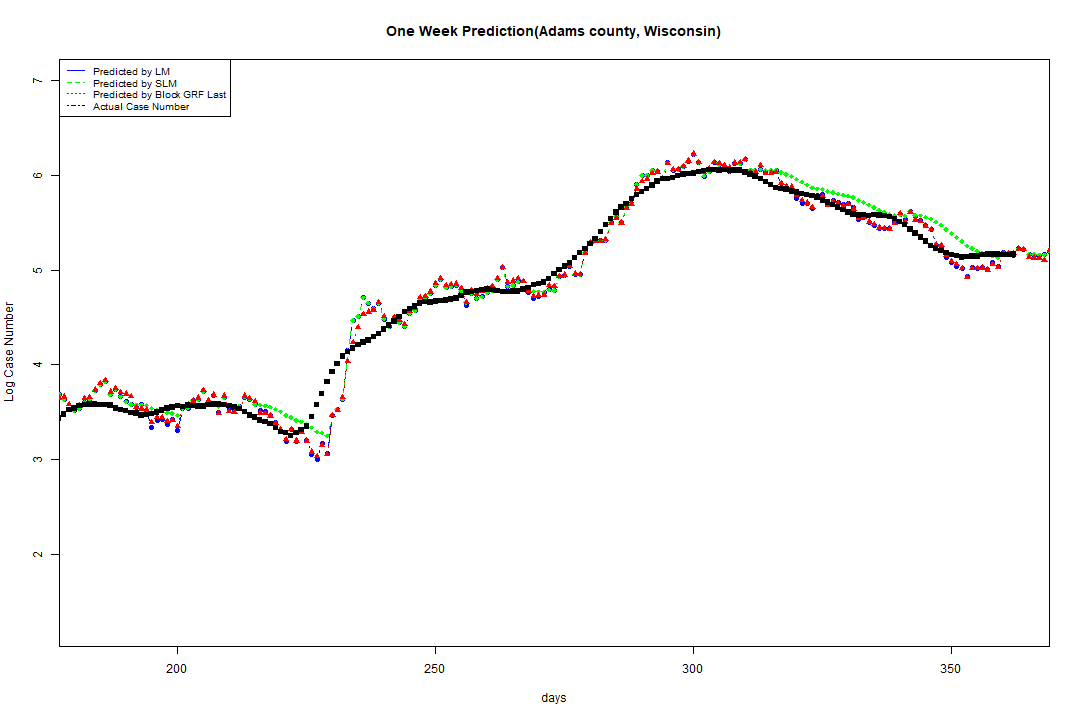 One Week Prediction(Adams county, Wisconsin)
Predicted by LM
Predicted by SLM
Predicted by Block GRF Last
Actual Case Number
7
6
5
4
3
2
Log Case Number
200
250
300
350
days